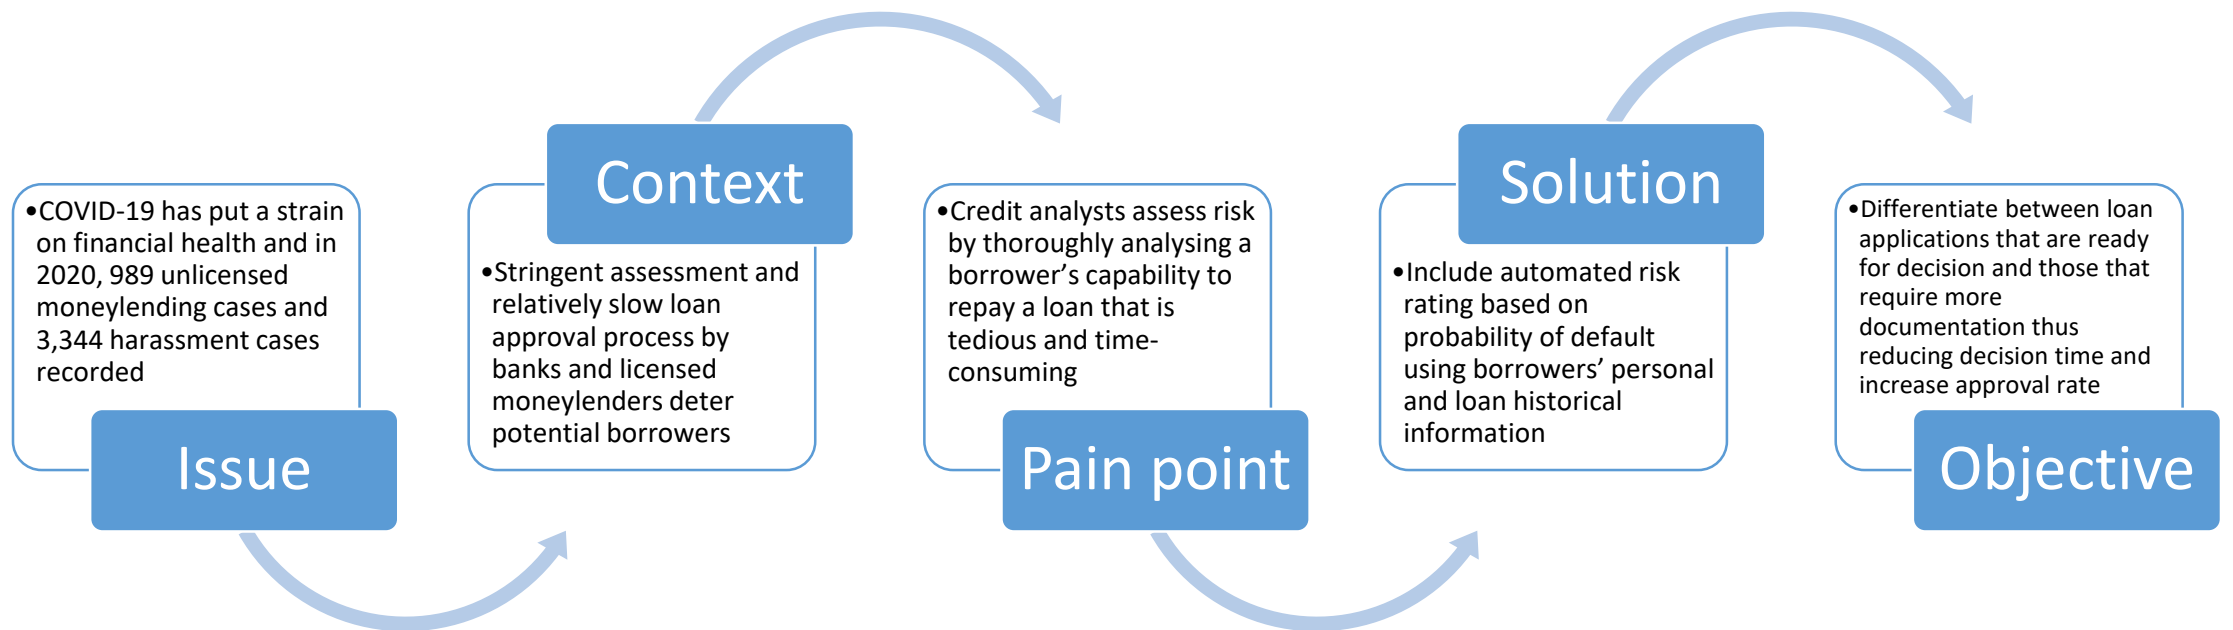 •COVID-19 has put a strain
on financial health and in
2020, 989 unlicensed
moneylending cases and
3,344 harassment cases
recorded
Issue
Context
•Stringent assessment and
relatively slow loan
approval process by
banks and licensed
moneylenders deter
potential borrowers
•Credit analysts assess risk
by thoroughly analysing a
borrower’s capability to
repay a loan that is
tedious and time-
consuming
Pain point
Solution
•Include automated risk
rating based on
probability of default
using borrowers’ personal
and loan historical
information
•Differentiate between loan
applications that are ready
for decision and those that
require more
documentation thus
reducing decision time and
increase approval rate
Objective